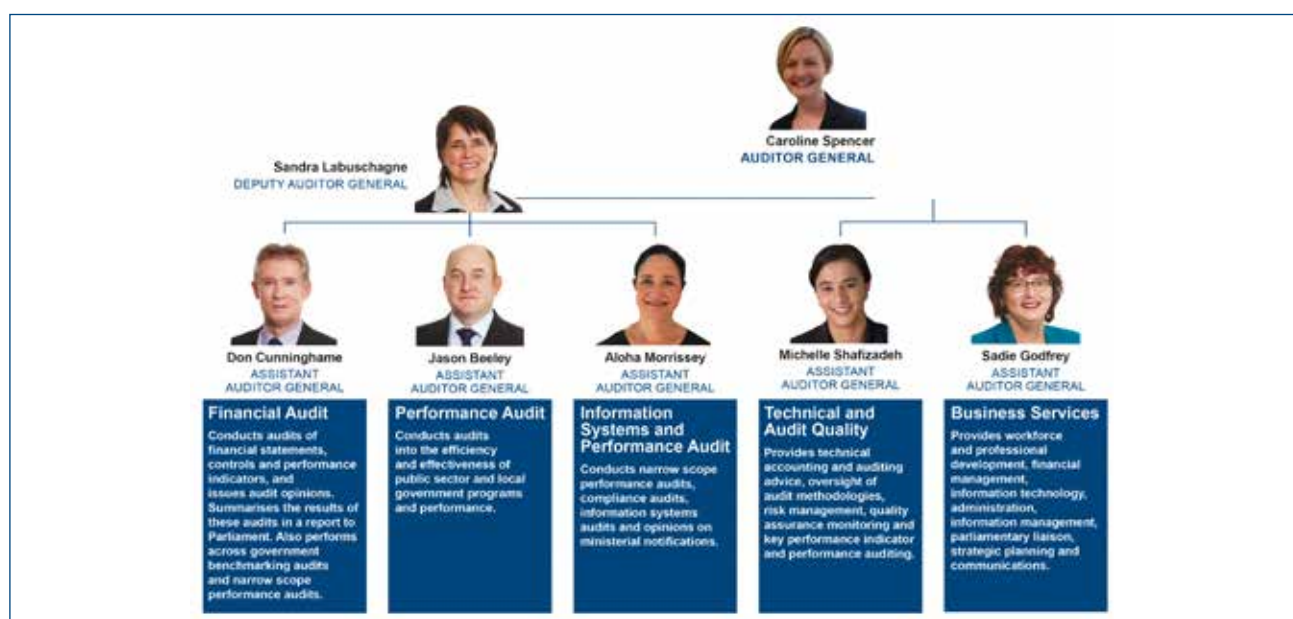 Caroline Spencer
AUDITOR GENERAL
Sandra Labuschagne
DEPUTY AUDITOR GENERAL
Don Cunninghame
ASSISTANT
AUDITOR GENERAL
Jason Beeley
ASSISTANT
AUDITOR GENERAL
Aloha Morrissey
ASSISTANT
AUDITOR GENERAL
Michelle Shafizadeh
ASSISTANT
AUDITOR GENERAL
Sadie Godfrey
ASSISTANT
AUDITOR GENERAL
Financial Audit
Conducts audits of
financial statements,
controls and performance
indicators, and
issues audit opinions.
Summarises the results of
these audits in a report to
Parliament. Also performs
across government
benchmarking audits
and narrow scope
performance audits.
Performance Audit
Conducts audits
into the efficiency
and effectiveness of
public sector and local
government programs
and performance.
Information
Systems and
Performance Audit
Conducts narrow scope
performance audits,
compliance audits,
information systems
audits and opinions on
ministerial notifications.
Technical and
Audit Quality
Provides technical
accounting and auditing
advice, oversight of
audit methodologies,
risk management, quality
assurance monitoring and
key performance indicator
and performance auditing.
Business Services
Provides workforce
and professional
development, financial
management,
information technology,
administration,
information management,
parliamentary liaison,
strategic planning and
communications.